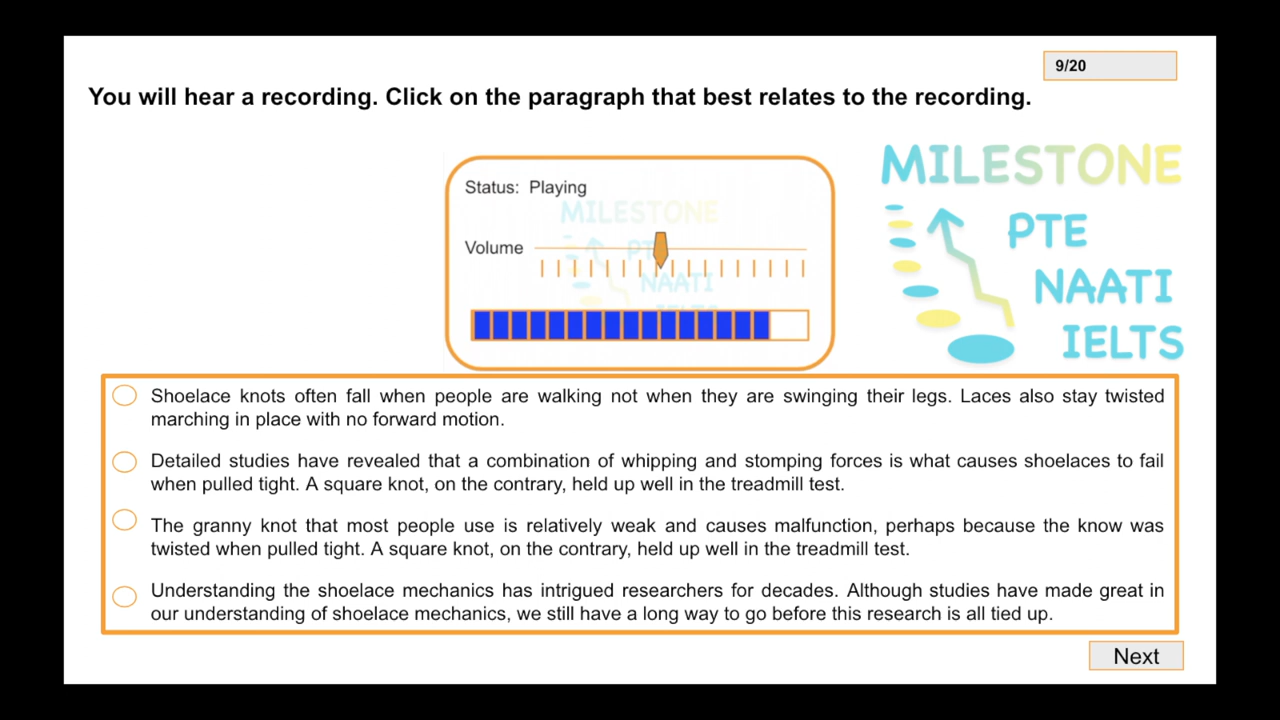 9/20
You will hear a recording. Click on the paragraph that best relates to the recording.
MILESTONE
PTE
NAATI
IELTS
Status: Playing
MILESTONE
Volume
PT
NAATI
Shoelace knots often fall when people are walking not when they are swinging their legs. Laces also stay twisted
marching in place with no forward motion.
Detailed studies have revealed that a combination of whipping and stomping forces is what causes shoelaces to fail
when pulled tight. A square knot, on the contrary, held up well in the treadmill test.
The granny knot that most people use is relatively weak and causes malfunction, perhaps because the know was
twisted when pulled tight. A square knot, on the contrary, held up well in the treadmill test.
Understanding the shoelace mechanics has intrigued researchers for decades. Although studies have made great in
our understanding of shoelace mechanics, we still have a long way to go before this research is all tied up.
Next